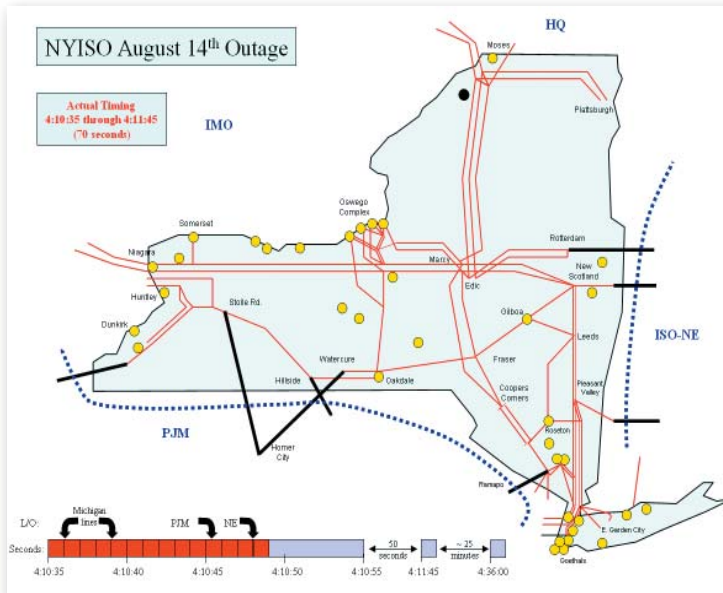 NYISO August 14th Outage
Actual Timing
4:10:35 through 4:11:45
(70 seconds)
HQ
Moses
Plattsburgh
IMO
Oswego
Complex
Somerset
Niagara
Rotterdam
Marcy
New
Scotland
Edic
Huntley
Stolle Rd.
Gilboa
Dunkirk
Leeds
ISO-NE
Watercure
Fraser
Hillside
Oakdale
Pleasant
Valley
Coopers
Corners
PJM
Roseton
Homer
City
Ramapo
Michigan
lines
L/O:
PJM
NE
E. Garden City
Seconds:
50
seconds
~ 25
minutes
Goethals
4:10:35
4:10:40
4:10:45
4:10:50
4:10:55
4:11:45
4:36:00